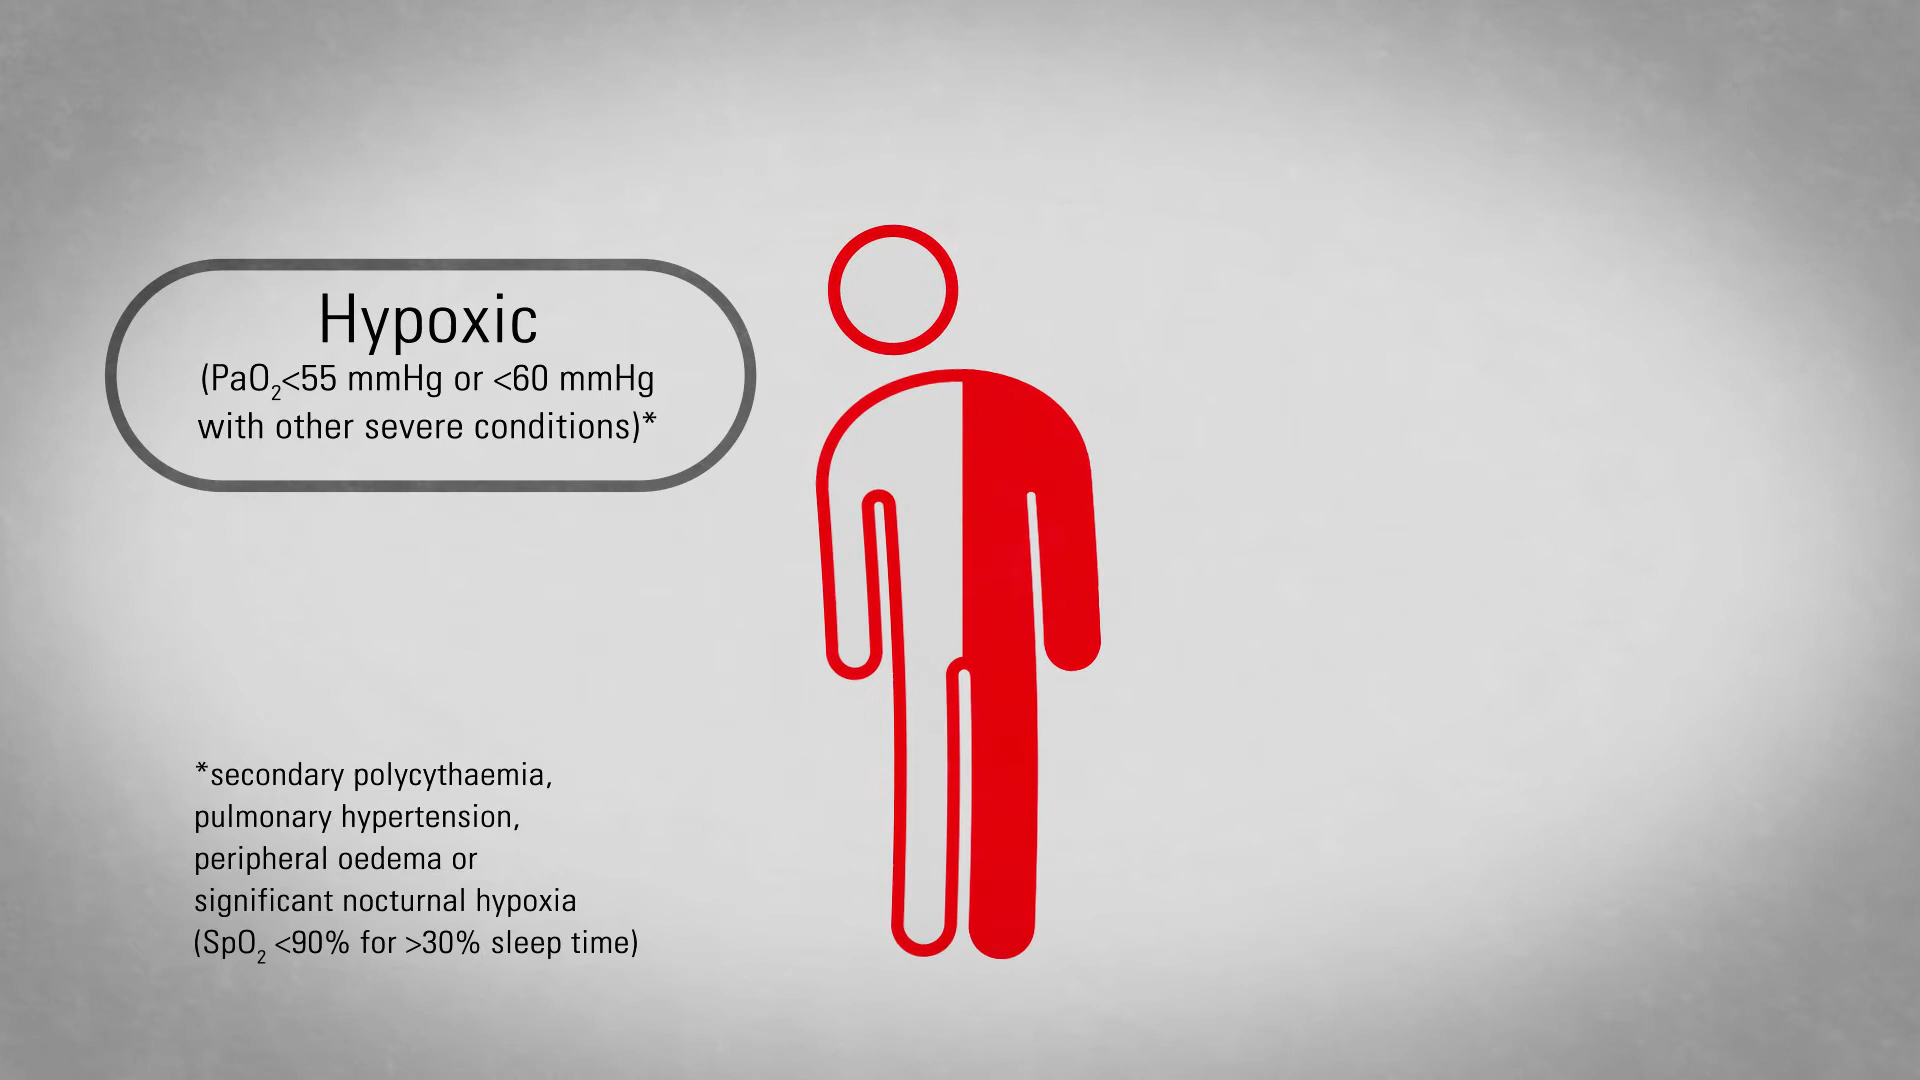 Hypoxic
(PaO₂<55 mmHg or <60 mmHg
with other severe conditions)*
*secondary polycythaemia,
pulmonary hypertension,
peripheral oedema or
significant nocturnal hypoxia
(SpO₂ <90% for >30% sleep time)